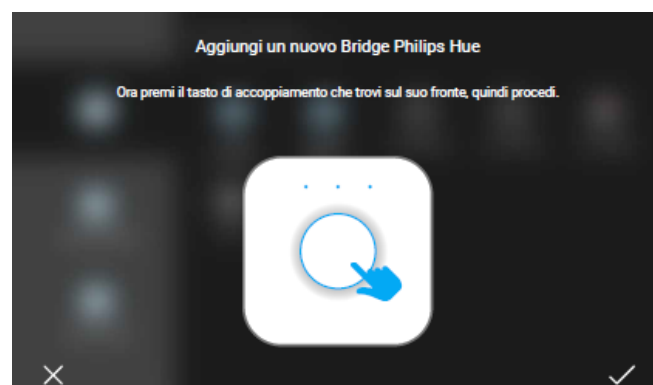 Aggiungi un nuovo Bridge Philips Hue
Ora premi il tasto di accoppiamento che trovi sul suo fronte, quindi procedi.